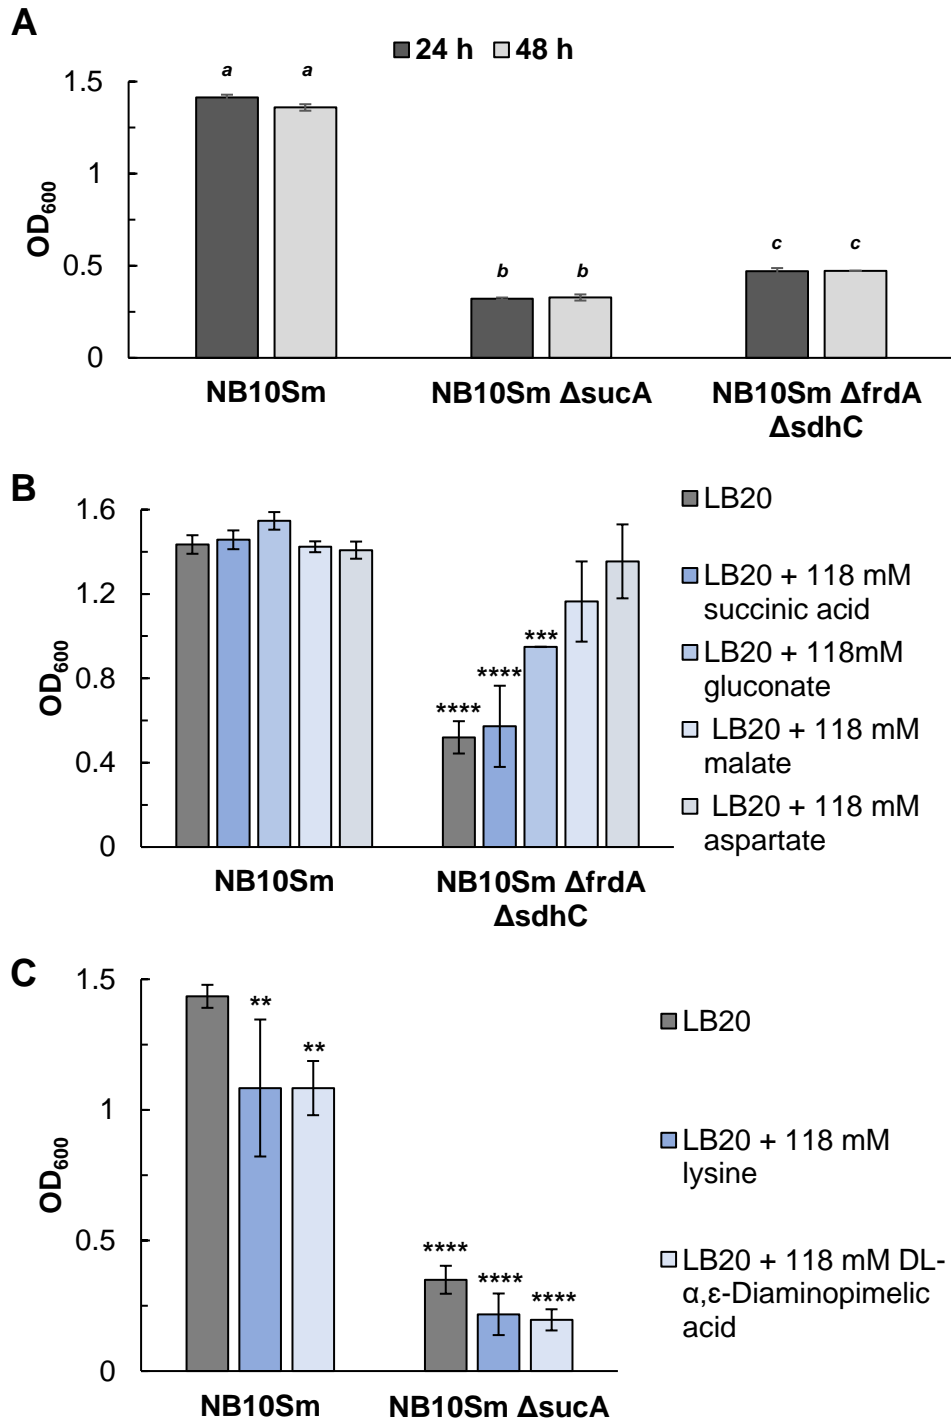 A
24 h 48 h
a a
b b
c c
1.5
1
0.5
0
OD600
NB10Sm
NB10Sm ΔsucA
NB10Sm ΔfrdA
ΔsdhC
B
1.6
1.2
0.8
0.4
0
OD600
****
****
***
NB10Sm
NB10Sm ΔfrdA
ΔsdhC
LB20
LB20 + 118 mM
succinic acid
LB20 + 118mM
gluconate
LB20 + 118 mM
malate
LB20 + 118 mM
aspartate
C
1.5
1
0.5
0
OD600
**
**
****
****
****
NB10Sm
NB10Sm ΔsucA
LB20
LB20 + 118 mM
lysine
LB20 + 118 mM DL-
α,ε-Diaminopimelic
acid